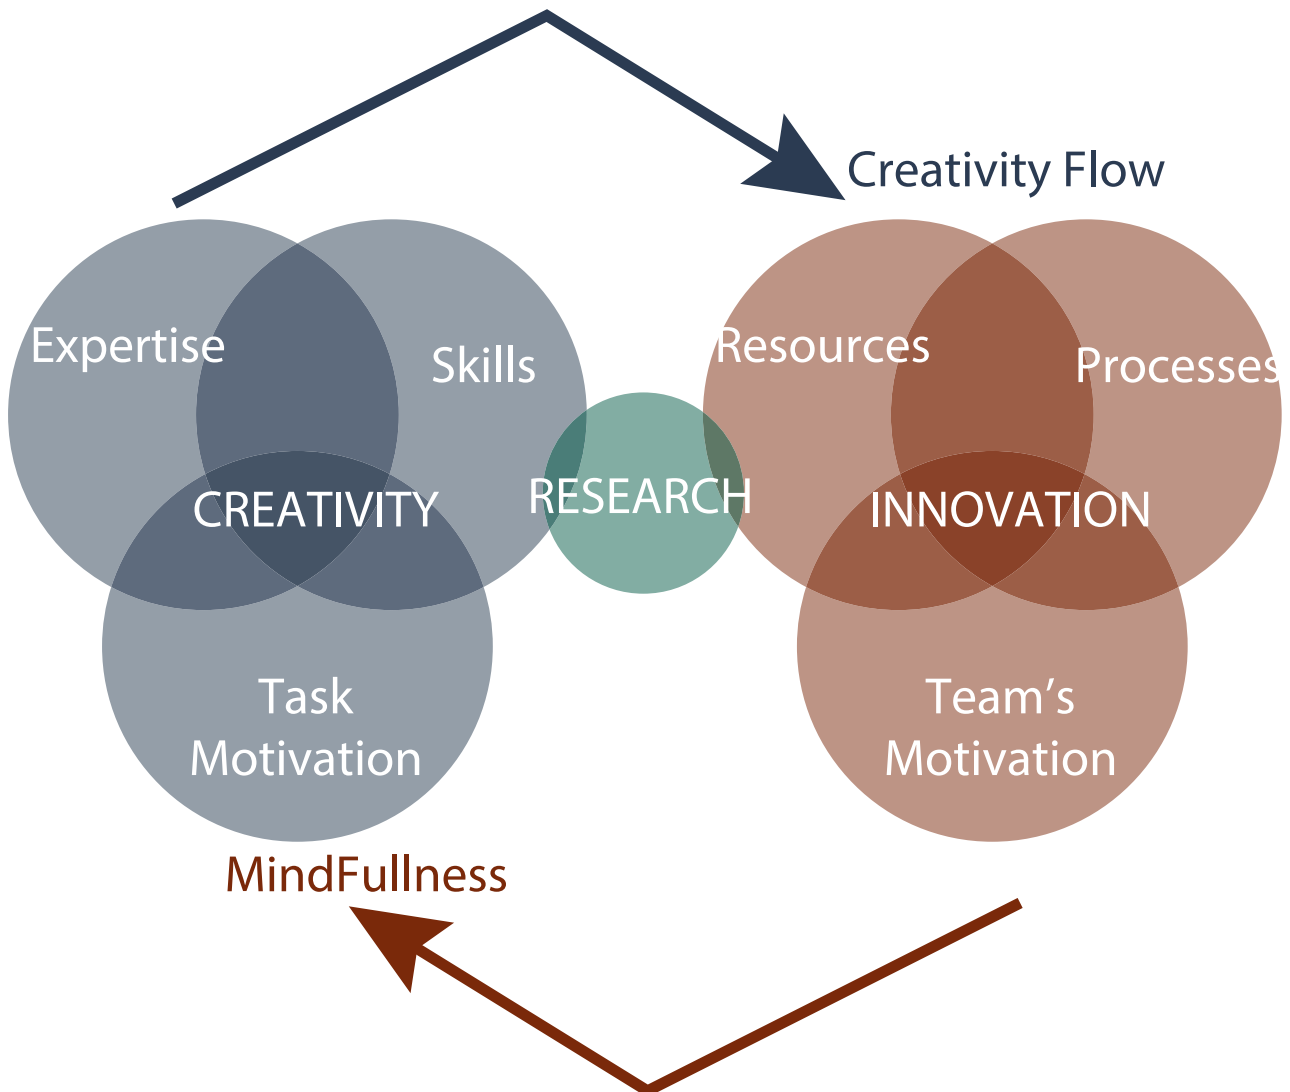 Creativity Flow
Expertise
Skills
Resources
Processes
CREATIVITY
RESEARCH
INNOVATION
Task
Motivation
Team’s
Motivation
MindFullness